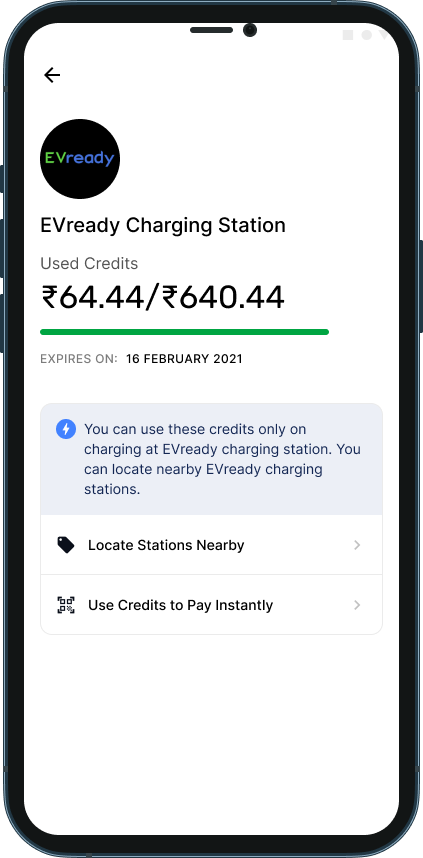 EVready
EVready Charging Station
Used Credits
₹64.44/₹640.44
EXPIRES ON: 16 FEBRUARY 2021
You can use these credits only on
charging at EVready charging station. You
can locate nearby EVready charging
stations.
Locate Stations Nearby
Use Credits to Pay Instantly